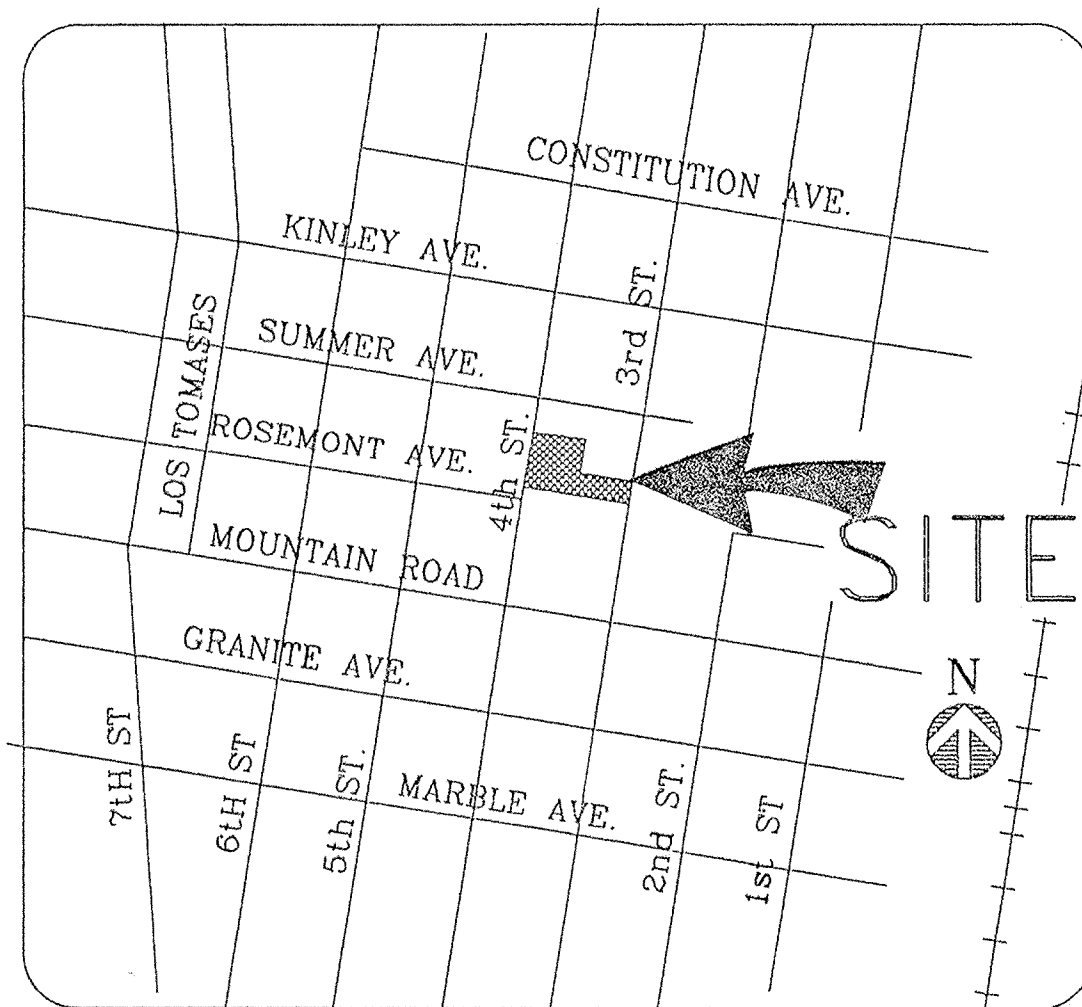 CONSTITUTION AVE.
KINLEY AVE.
3rd ST.
SUMMER AVE.
LOS TOMASES
ROSEMONT AVE.
4th ST.
SITE
MOUNTAIN ROAD
GRANITE AVE.
N
7tH ST
6tH ST
5th ST.
MARBLE AVE.
2nd ST.
1st ST